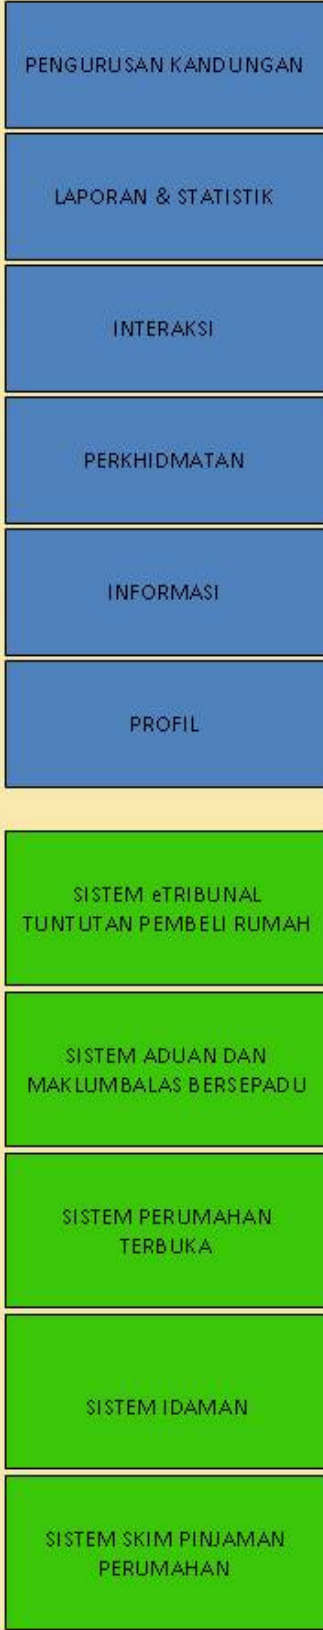 PENGURUSAN KANDUNGAN
LAPORAN & STATISTIK
INTERAKSI
PERKHIDMATAN
INFORMASI
PROFIL
SISTEM eTRIBUNAL
TUNTUTAN PEMBELI RUMAH
SISTEM ADUAN DAN
MAKLUMBALAS BERSEPADU
SISTEM PERUMAHAN
TERBUKA
SISTEM IDAMAN
SISTEM SKIM PINJAMAN
PERUMAHAN